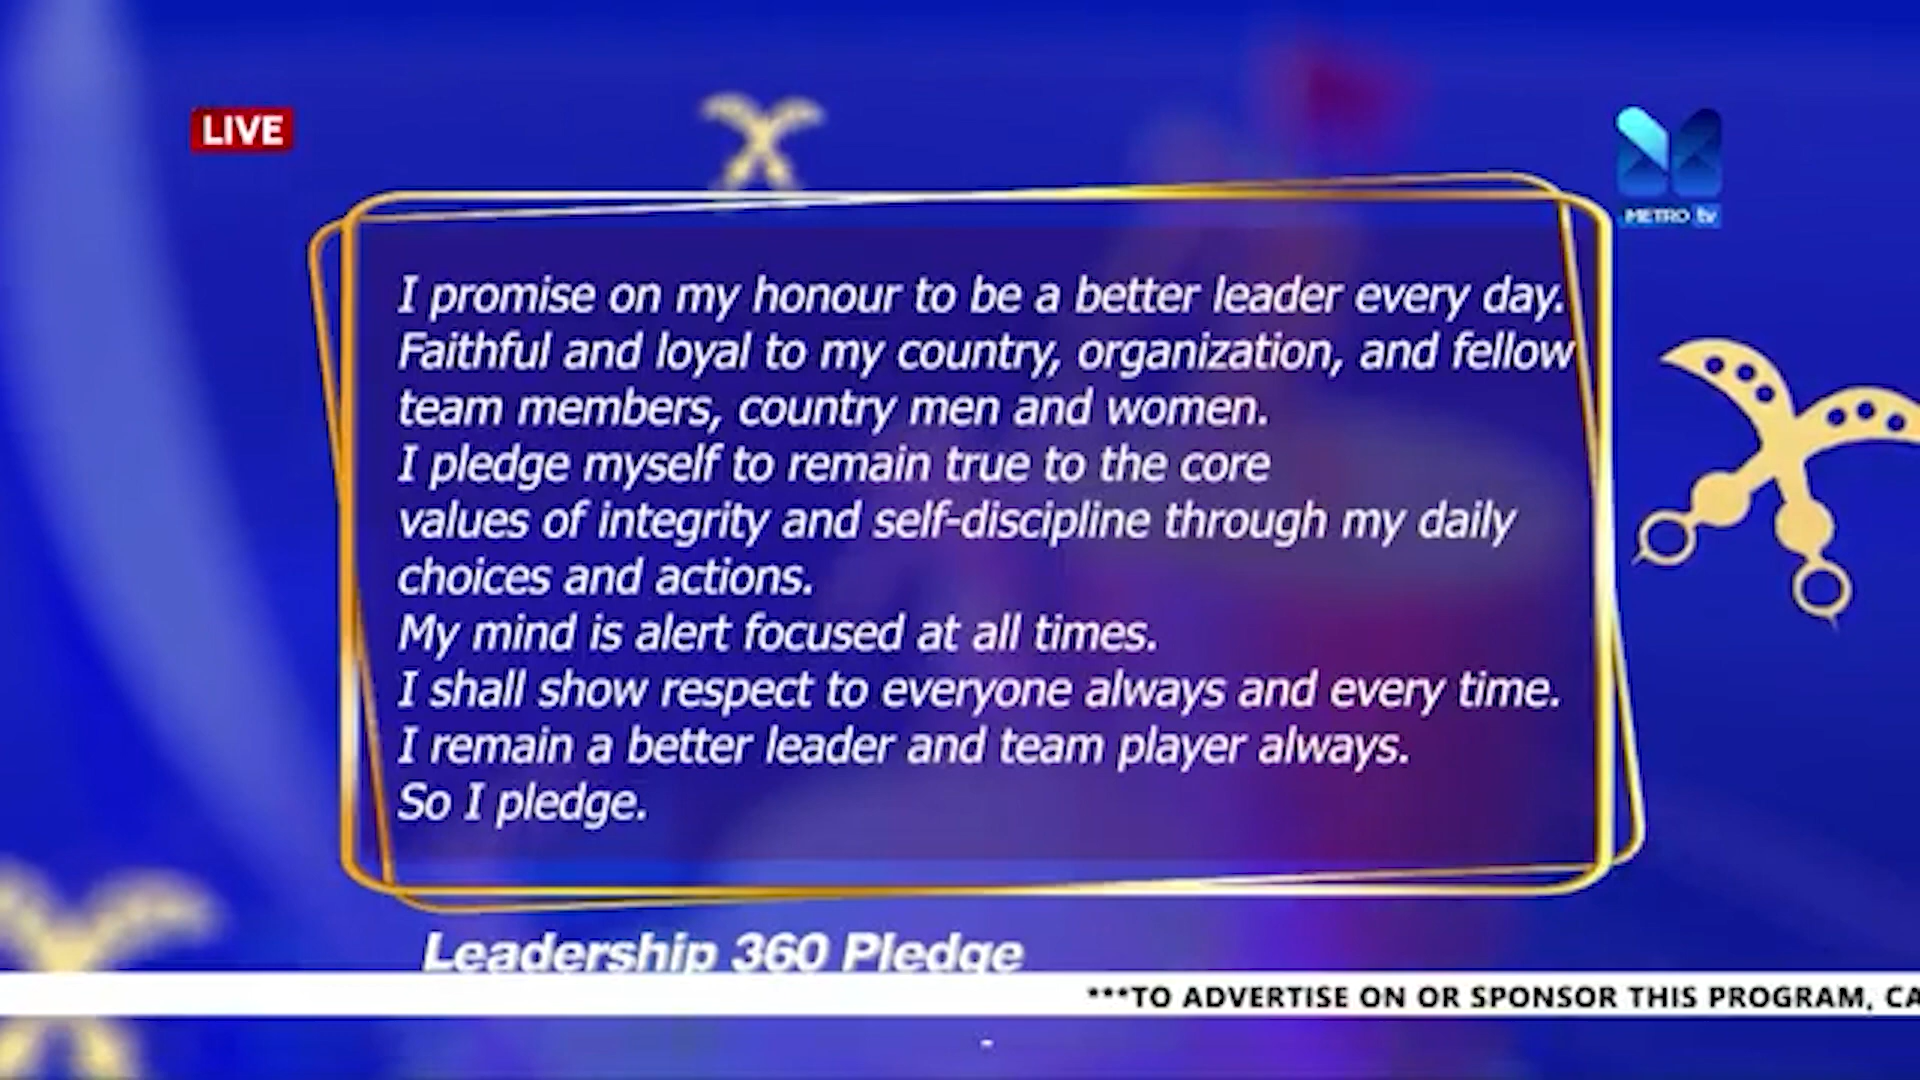 LIVE
METRO tv
I promise on my honour to be a better leader every day.
Faithful and loyal to my country, organization, and fellow
team members, country men and women.
I pledge myself to remain true to the core
values of integrity and self-discipline through my daily
choices and actions.
My mind is alert focused at all times.
I shall show respect to everyone always and every time.
I remain a better leader and team player always.
So I pledge.
Leadership 360 Pledge
***TO ADVERTISE ON OR SPONSOR THIS PROGRAM, CA